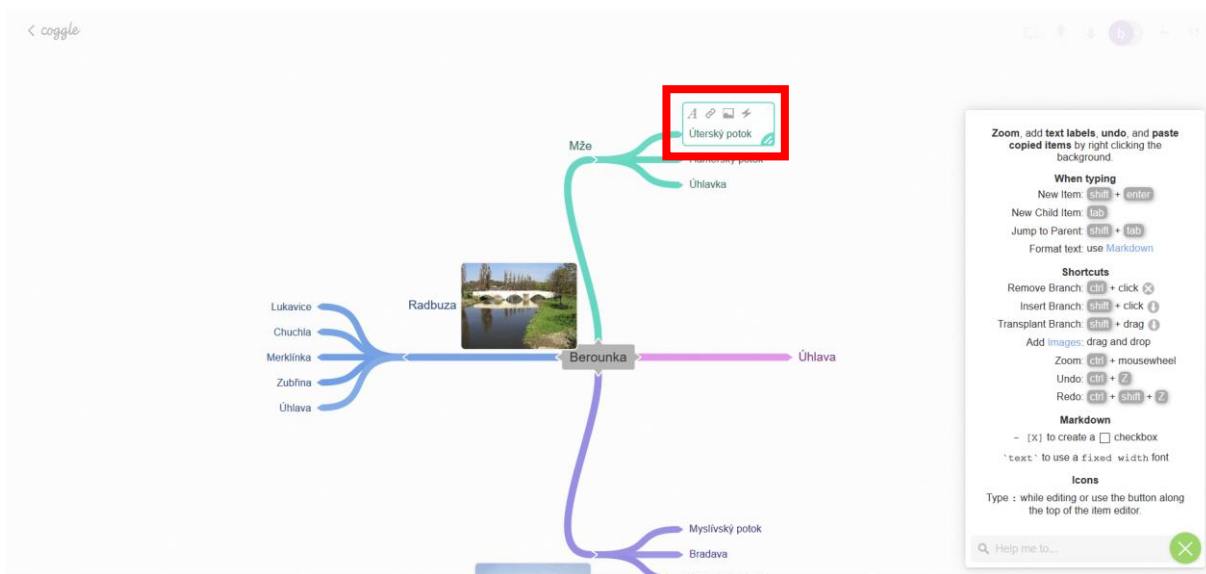 coggle
b
Úterský potok
Mže
Hamerský potok
Úhlavka
Radbuza
Lukavice
Chuchla
Merklínka
Zubřina
Úhlava
Berounka
Úhlava
Myslívský potok
Bradava
Zoom, add text labels, undo, and paste
copied items by right clicking the
background.
When typing
New Item: shift + enter
New Child Item: tab
Jump to Parent: shift + tab
Format text: use Markdown
Shortcuts
Remove Branch: ctrl + click
Insert Branch: shift + click
Transplant Branch: shift + drag
Add Images: drag and drop
Zoom: ctrl + mousewheel
Undo: ctrl + Z
Redo: ctrl + shift + Z
Markdown
- [X] to create a checkbox
`text` to use a fixed width font
Icons
Type : while editing or use the button along
the top of the item editor.
Help me to...